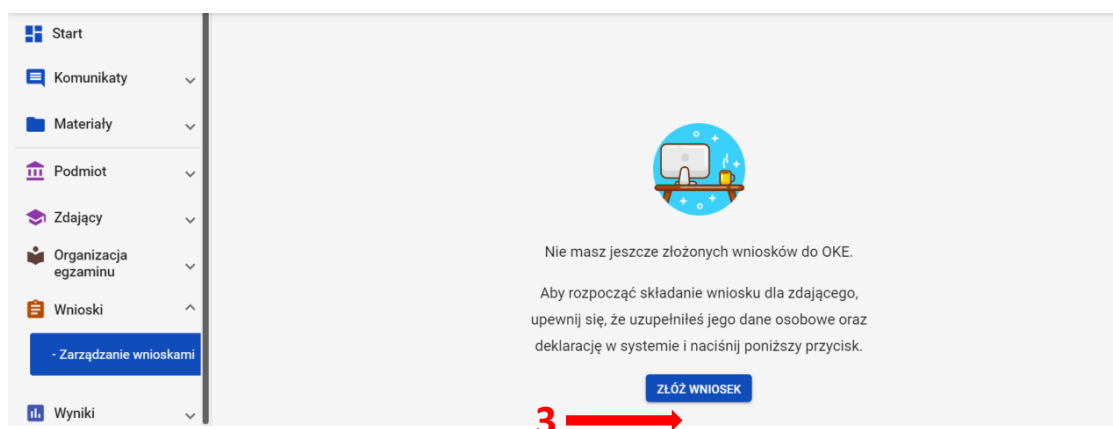 Start
Komunikaty
Materiały
Podmiot
Zdający
Organizacja
egzaminu
Wnioski
- Zarządzanie wnioskami
Wyniki
Nie masz jeszcze złożonych wniosków do OKE.
Aby rozpocząć składanie wniosku dla zdającego,
upewnij się, że uzupełniłeś jego dane osobowe oraz
deklarację w systemie i naciśnij poniższy przycisk.
ZŁÓŻ WNIOSEK
3